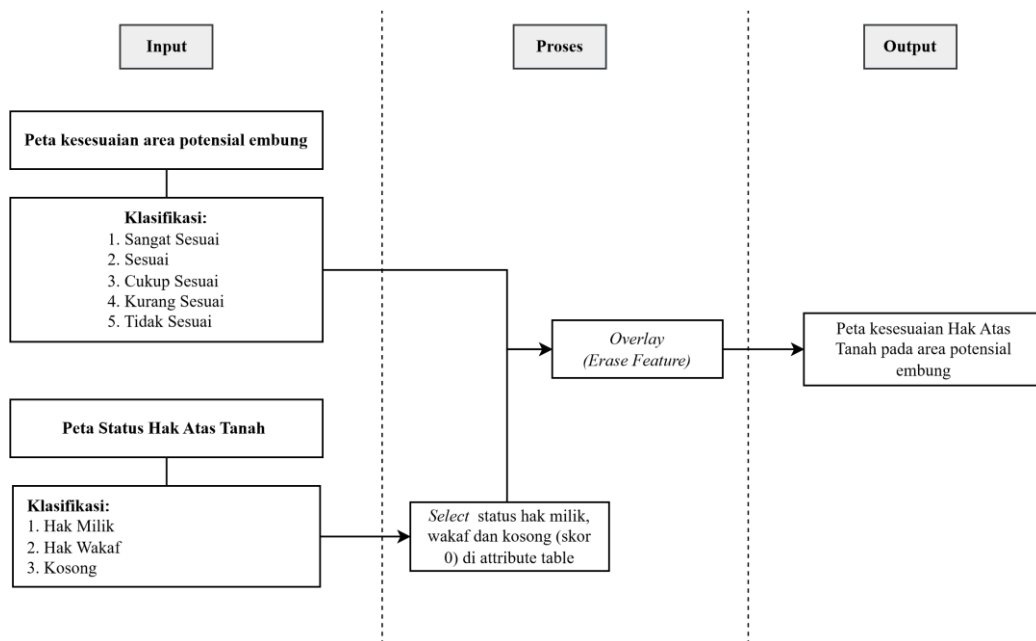 Input
Proses
Output
Peta kesesuaian area potensial embung
Klasifikasi:
1. Sangat Sesuai
2. Sesuai
3. Cukup Sesuai
4. Kurang Sesuai
5. Tidak Sesuai
Overlay
(Erase Feature)
Peta kesesuaian Hak Atas
Tanah pada area potensial
embung
Peta Status Hak Atas Tanah
Klasifikasi:
1. Hak Milik
2. Hak Wakaf
3. Kosong
Select status hak milik,
wakaf dan kosong (skor
0) di attribute table